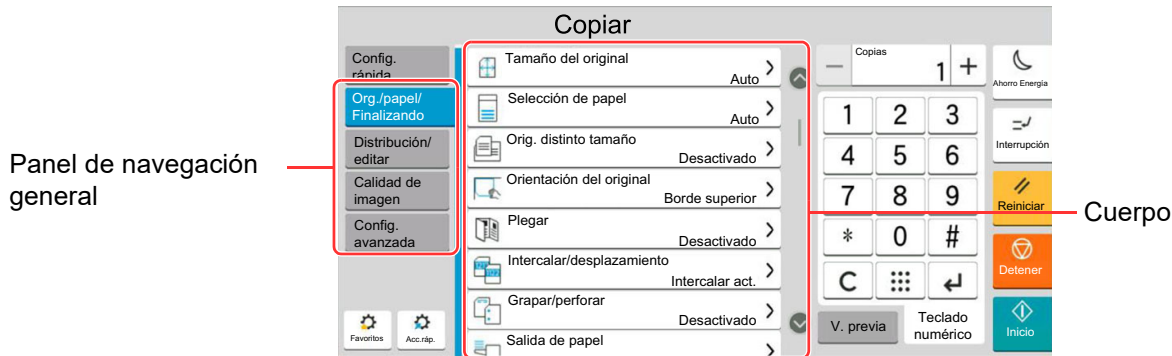 Copiar
Panel de navegación
general
Config.
rápida
Org./papel/
Finalizando
Distribución/
editar
Calidad de
imagen
Config.
avanzada
Favoritos
Acc.ráp.
Tamaño del original
Auto
Selección de papel
Auto
Orig. distinto tamaño
Desactivado
Orientación del original
Borde superior
Plegar
Desactivado
Intercalar/desplazamiento
Intercalar act.
Grapar/perforar
Desactivado
Salida de papel
Copias
1
1 2 3
4 5 6
7 8 9
* 0 #
C
V. previa
Teclado
numérico
Ahorro Energía
Interrupción
Reiniciar
Detener
Inicio
Cuerpo